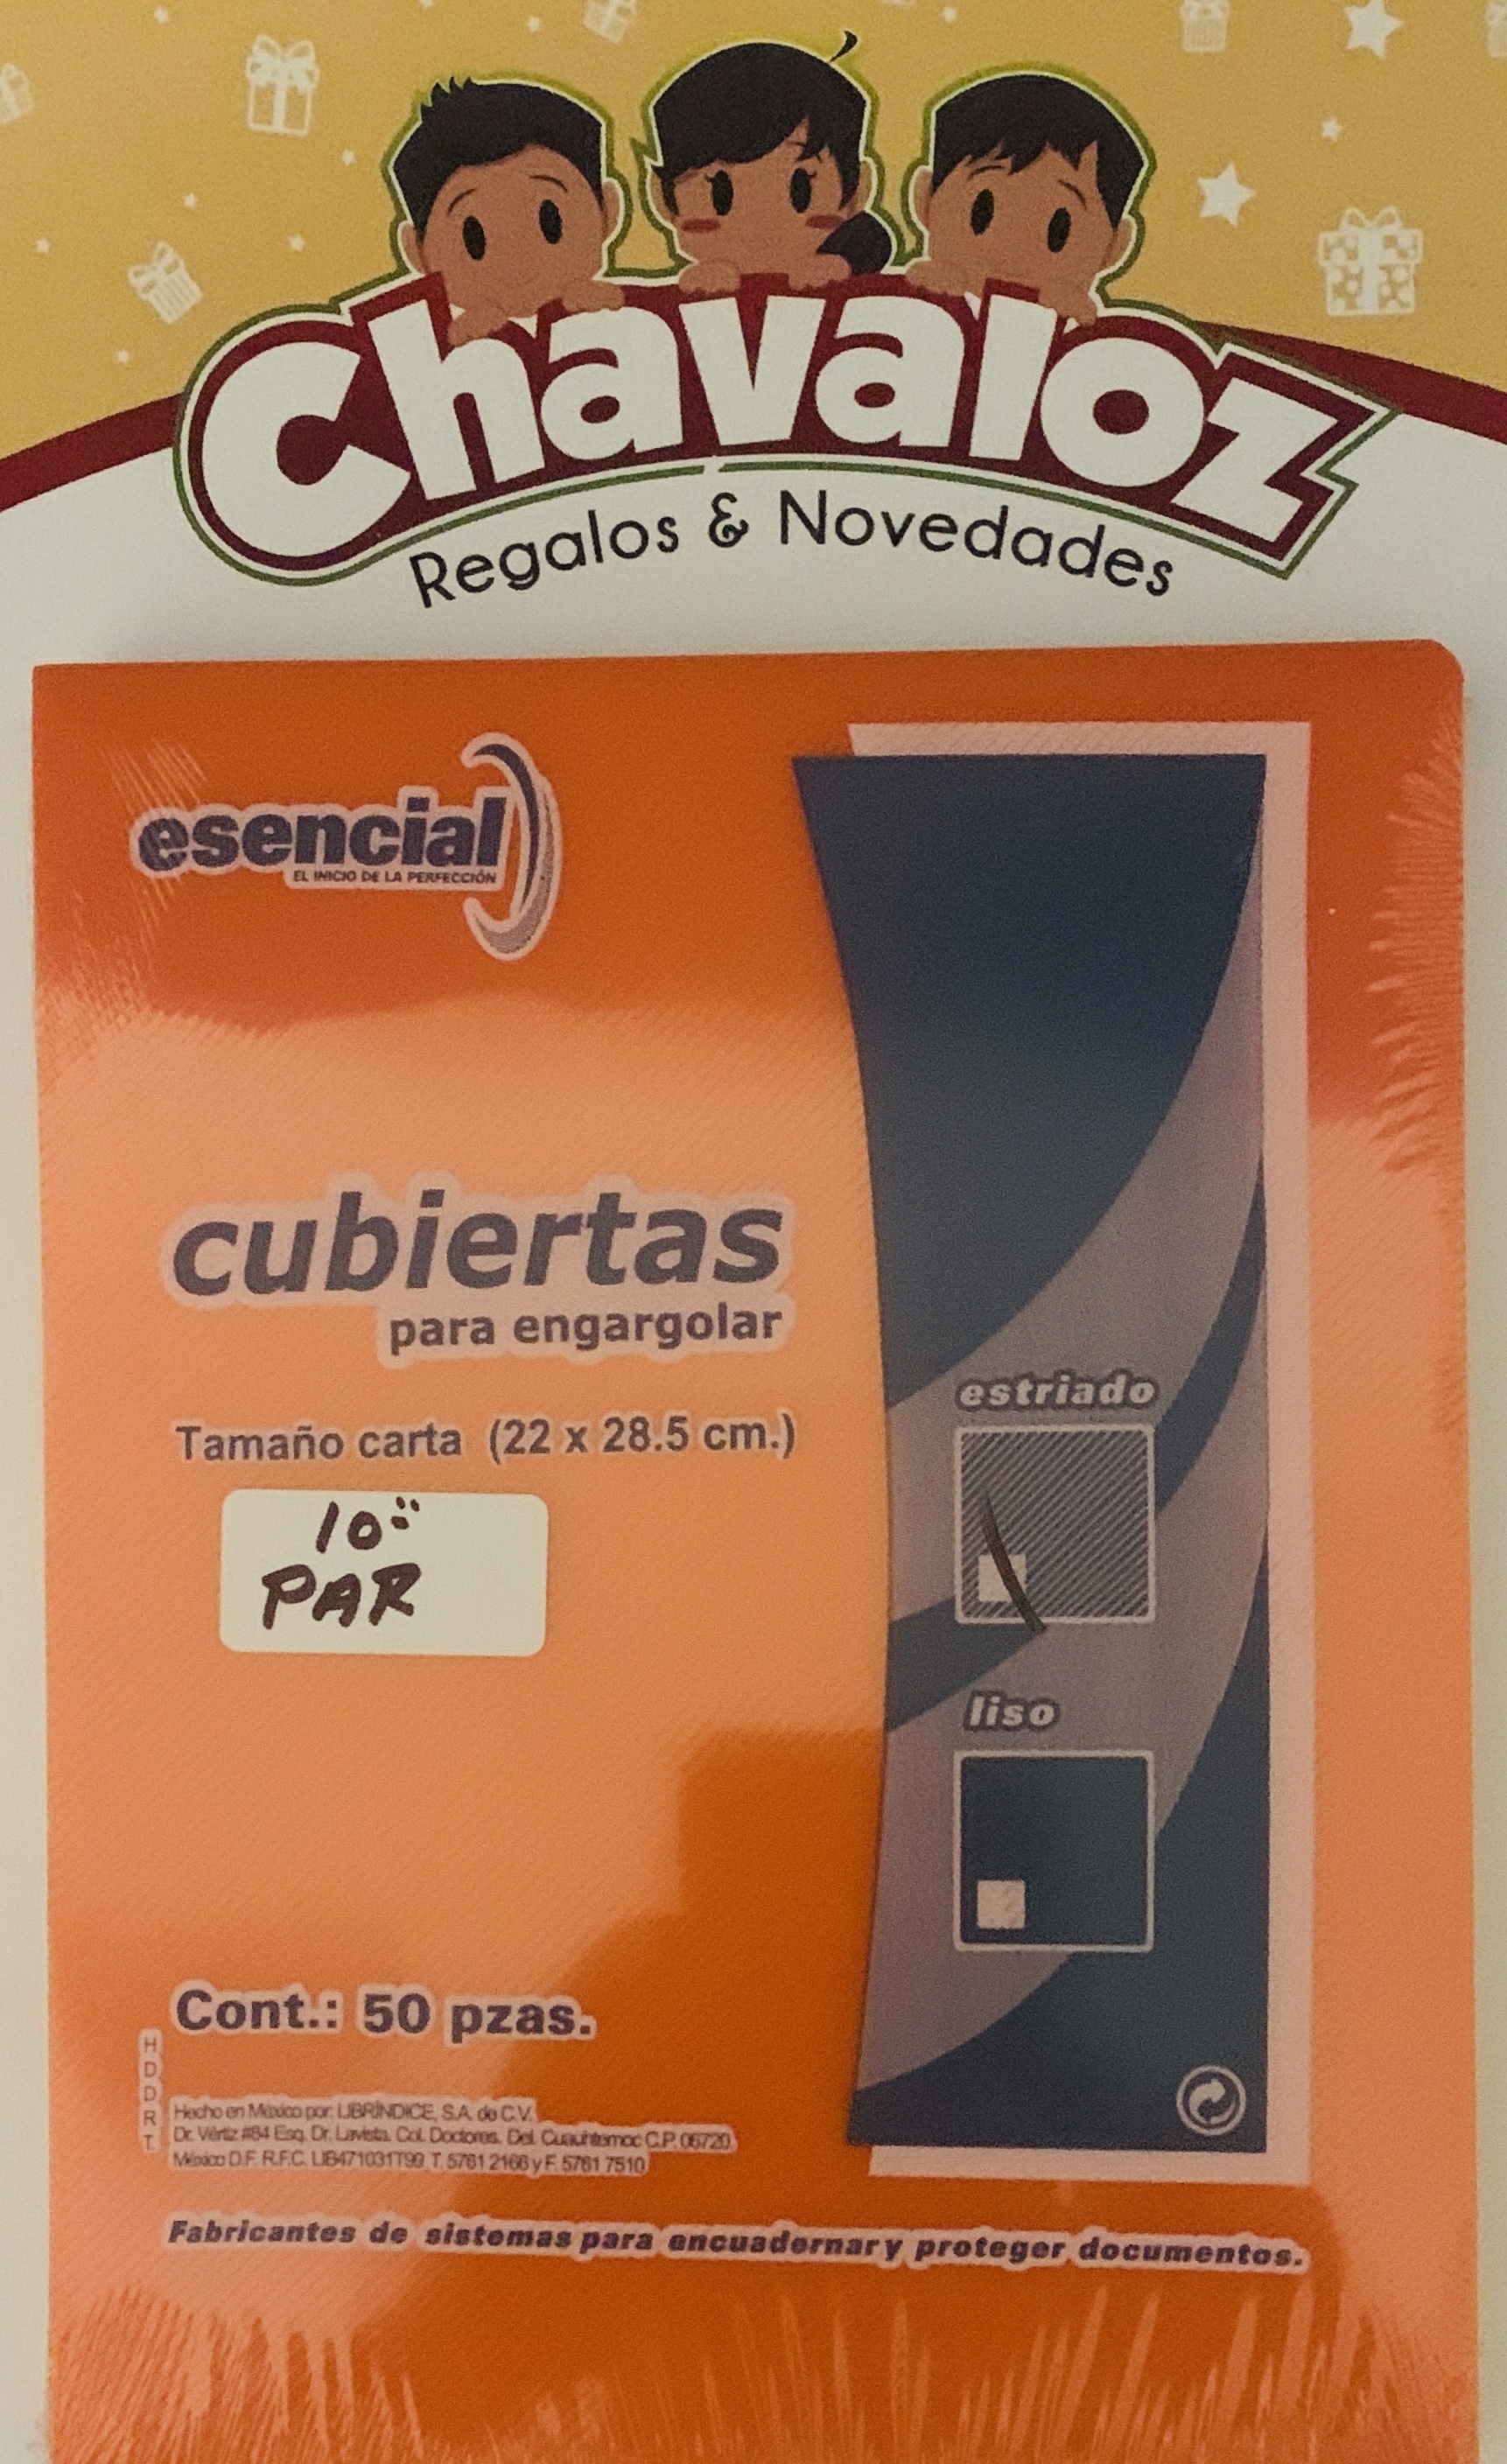 Chavaloz
Regalos & Novedades
esencial
EL INICIO DE LA PERFECCIÓN
cubiertas
para engargolar
Tamaño carta (22 x 28.5 cm.)
10.-
PAR
estriado
liso
Cont.: 50 pzas.
HDDRT.
Hecho en México por: LIBRÍNDICE, S.A. de C.V.
Dr. Vértiz #84 Esq. Dr. Lavista. Col. Doctores. Del. Cuauhtemoc C.P. 06720.
México D.F. R.F.C. LIB471031T99 T. 5761 2166 y F. 5761 7510
Fabricantes de sistemas para encuadernar y proteger documentos.